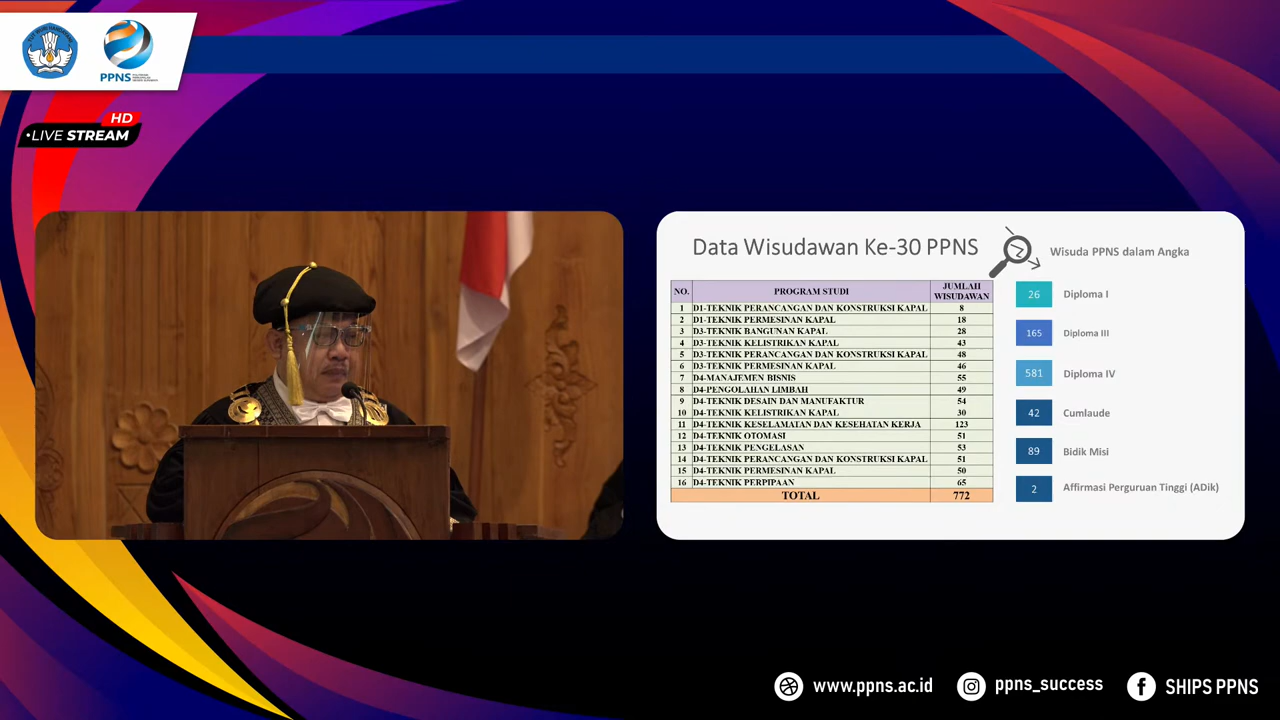 PPNS
HD
•LIVE STREAM
Data Wisudawan Ke-30 PPNS
Wisuda PPNS dalam Angka
NO. PROGRAM STUDI JUMLAH WISUDAWAN
1 D1-TEKNIK PERANCANGAN DAN KONSTRUKSI KAPAL 8
2 D1-TEKNIK PERMESINAN KAPAL 18
3 D3-TEKNIK BANGUNAN KAPAL 28
4 D3-TEKNIK KELISTRIKAN KAPAL 43
5 D3-TEKNIK PERANCANGAN DAN KONSTRUKSI KAPAL 48
6 D3-TEKNIK PERMESINAN KAPAL 46
7 D4-MANAJEMEN BISNIS 55
8 D4-PENGOLAHAN LIMBAH 49
9 D4-TEKNIK DESAIN DAN MANUFAKTUR 54
10 D4-TEKNIK KELISTRIKAN KAPAL 30
11 D4-TEKNIK KESELAMATAN DAN KESEHATAN KERJA 123
12 D4-TEKNIK OTOMASI 51
13 D4-TEKNIK PENGELASAN 53
14 D4-TEKNIK PERANCANGAN DAN KONSTRUKSI KAPAL 51
15 D4-TEKNIK PERMESINAN KAPAL 50
16 D4-TEKNIK PERPIPAAN 65
TOTAL 772
26 Diploma I
165 Diploma III
581 Diploma IV
42 Cumlaude
89 Bidik Misi
2 Affirmasi Perguruan Tinggi (ADik)
www.ppns.ac.id
ppns_success
SHIPS PPNS